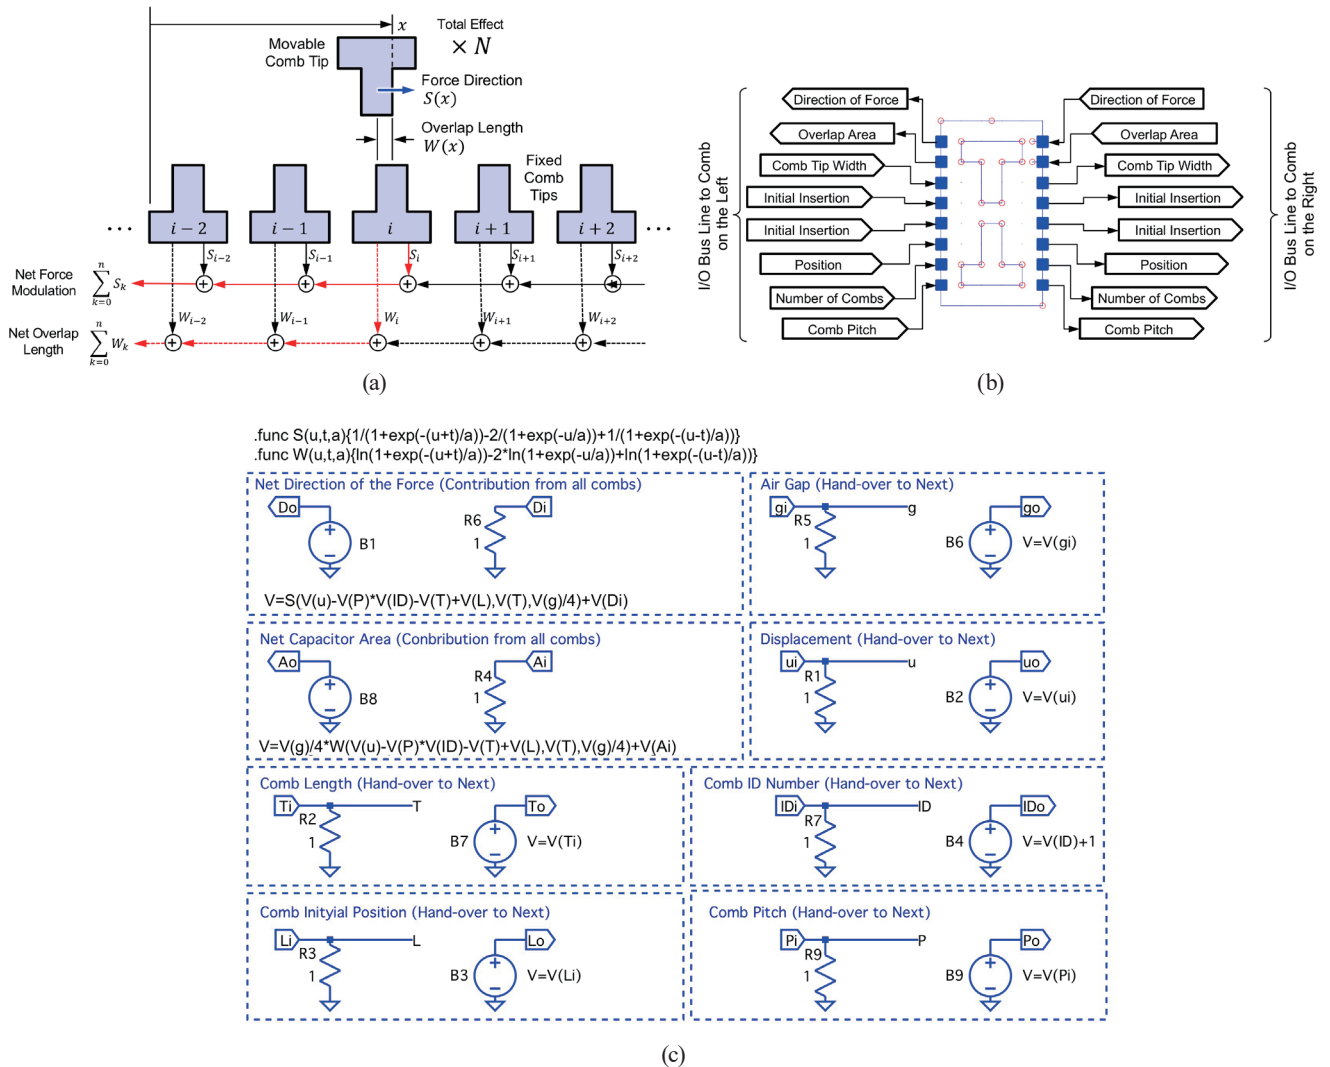 x
Total Effect
× N
Movable
Comb Tip
Force Direction
S(x)
Overlap Length
W(x)
Fixed
Comb
Tips
··· i − 2 i − 1 i i + 1 i + 2 ···
S_{i−2} S_{i−1} S_i S_{i+1} S_{i+2}
Net Force
Modulation
\sum_{k=0}^{n} S_k
W_{i−2} W_{i−1} W_i W_{i+1} W_{i+2}
Net Overlap
Length
\sum_{k=0}^{n} W_k
(a)
I/O Bus Line to Comb
on the Left
Direction of Force
Overlap Area
Comb Tip Width
Initial Insertion
Initial Insertion
Position
Number of Combs
Comb Pitch
Direction of Force
Overlap Area
Comb Tip Width
Initial Insertion
Initial Insertion
Position
Number of Combs
Comb Pitch
I/O Bus Line to Comb
on the Right
(b)
.func S(u,t,a){1/(1+exp(-(u+t)/a))-2/(1+exp(-u/a))+1/(1+exp(-(u-t)/a))}
.func W(u,t,a){ln(1+exp(-(u+t)/a))-2*ln(1+exp(-u/a))+ln(1+exp(-(u-t)/a))}
Net Direction of the Force (Contribution from all combs)
Do
B1
Di
R6
1
V=S(V(u)-V(P)*V(ID)-V(T)+V(L),V(T),V(g)/4)+V(Di)
Air Gap (Hand-over to Next)
gi
g
R5
1
go
B6
V=V(gi)
Net Capacitor Area (Conbribution from all combs)
Ao
B8
Ai
R4
1
V=V(g)/4*W(V(u)-V(P)*V(ID)-V(T)+V(L),V(T),V(g)/4)+V(Ai)
Displacement (Hand-over to Next)
ui
u
R1
1
uo
B2
V=V(ui)
Comb Length (Hand-over to Next)
Ti
T
R2
1
To
B7
V=V(Ti)
Comb ID Number (Hand-over to Next)
IDi
ID
R7
1
IDo
B4
V=V(ID)+1
Comb Inityial Position (Hand-over to Next)
Li
L
R3
1
Lo
B3
V=V(Li)
Comb Pitch (Hand-over to Next)
Pi
P
R9
1
Po
B9
V=V(Pi)
(c)